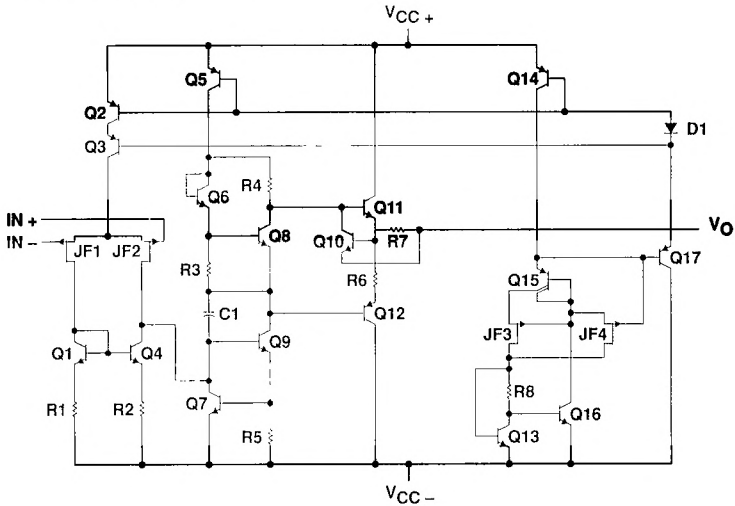 VCC +
Q5
Q14
Q2
D1
Q3
Q6
R4
Q11
IN +
VO
IN -
Q8
Q10
R7
JF1
JF2
R3
R6
Q15
Q17
C1
Q12
JF3
JF4
Q1
Q4
Q9
R8
Q7
R1
R2
Q16
R5
Q13
VCC -